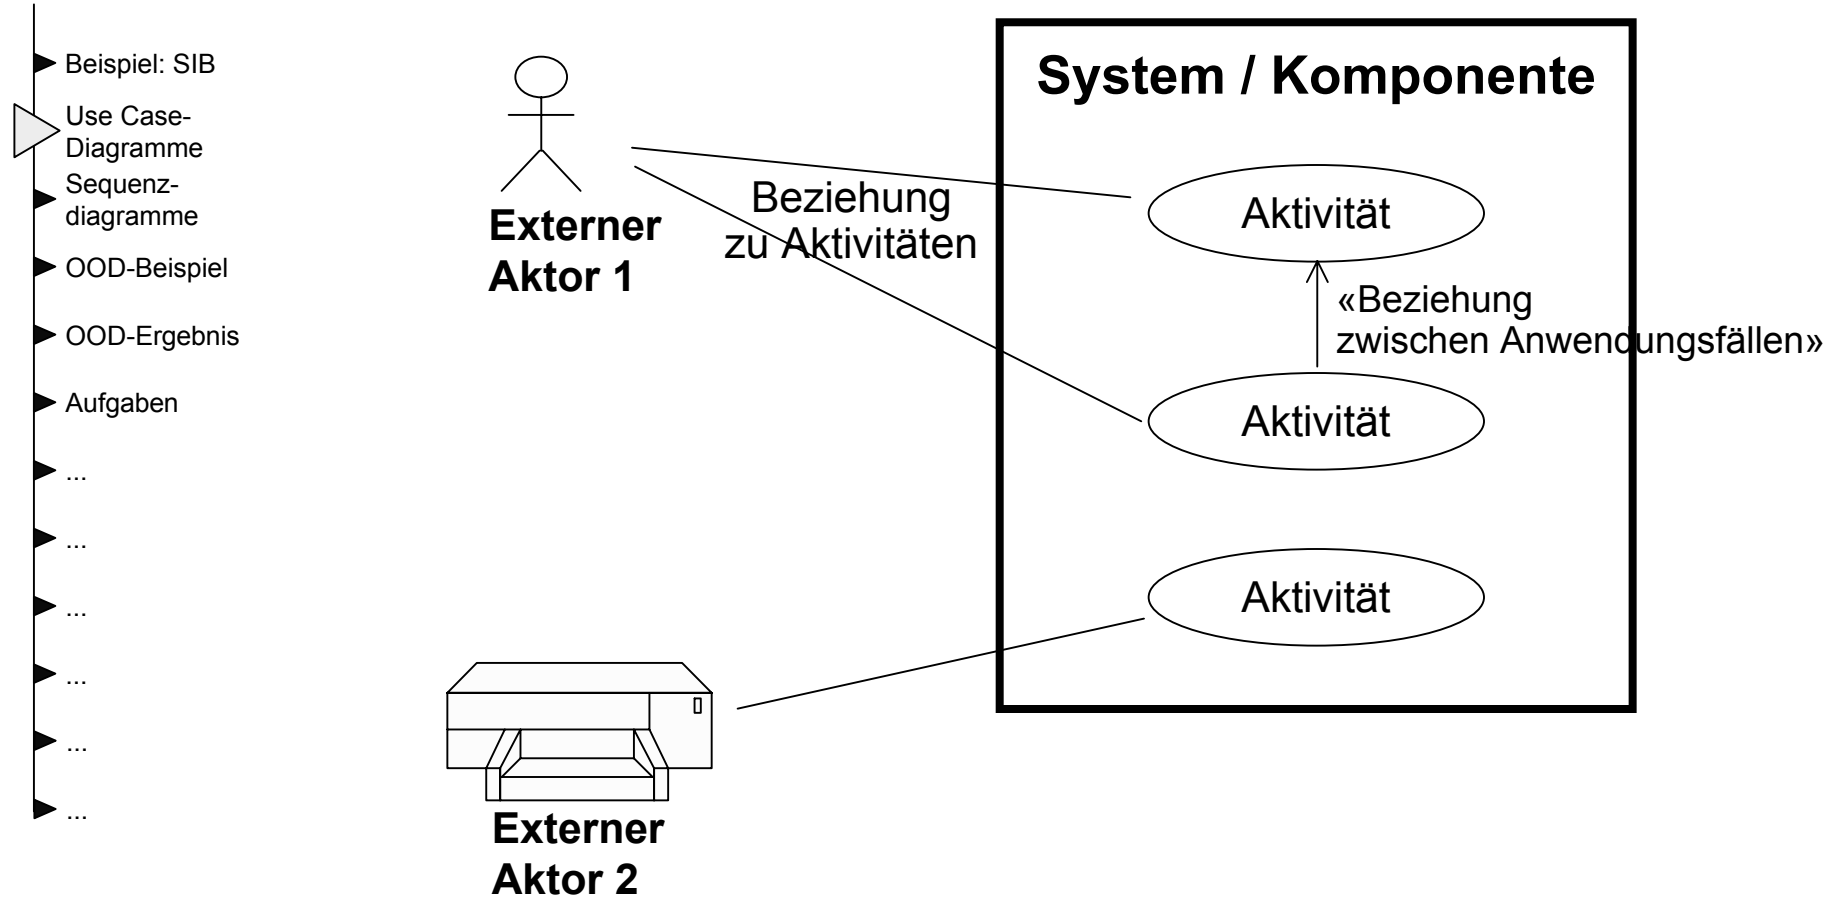 Beispiel: SIB
Use Case-
Diagramme
Sequenz-
diagramme
OOD-Beispiel
OOD-Ergebnis
Aufgaben
...
...
...
...
...
...
Externer
Aktor 1
Beziehung
zu Aktivitäten
System / Komponente
Aktivität
«Beziehung
zwischen Anwendungsfällen»
Aktivität
Aktivität
Externer
Aktor 2